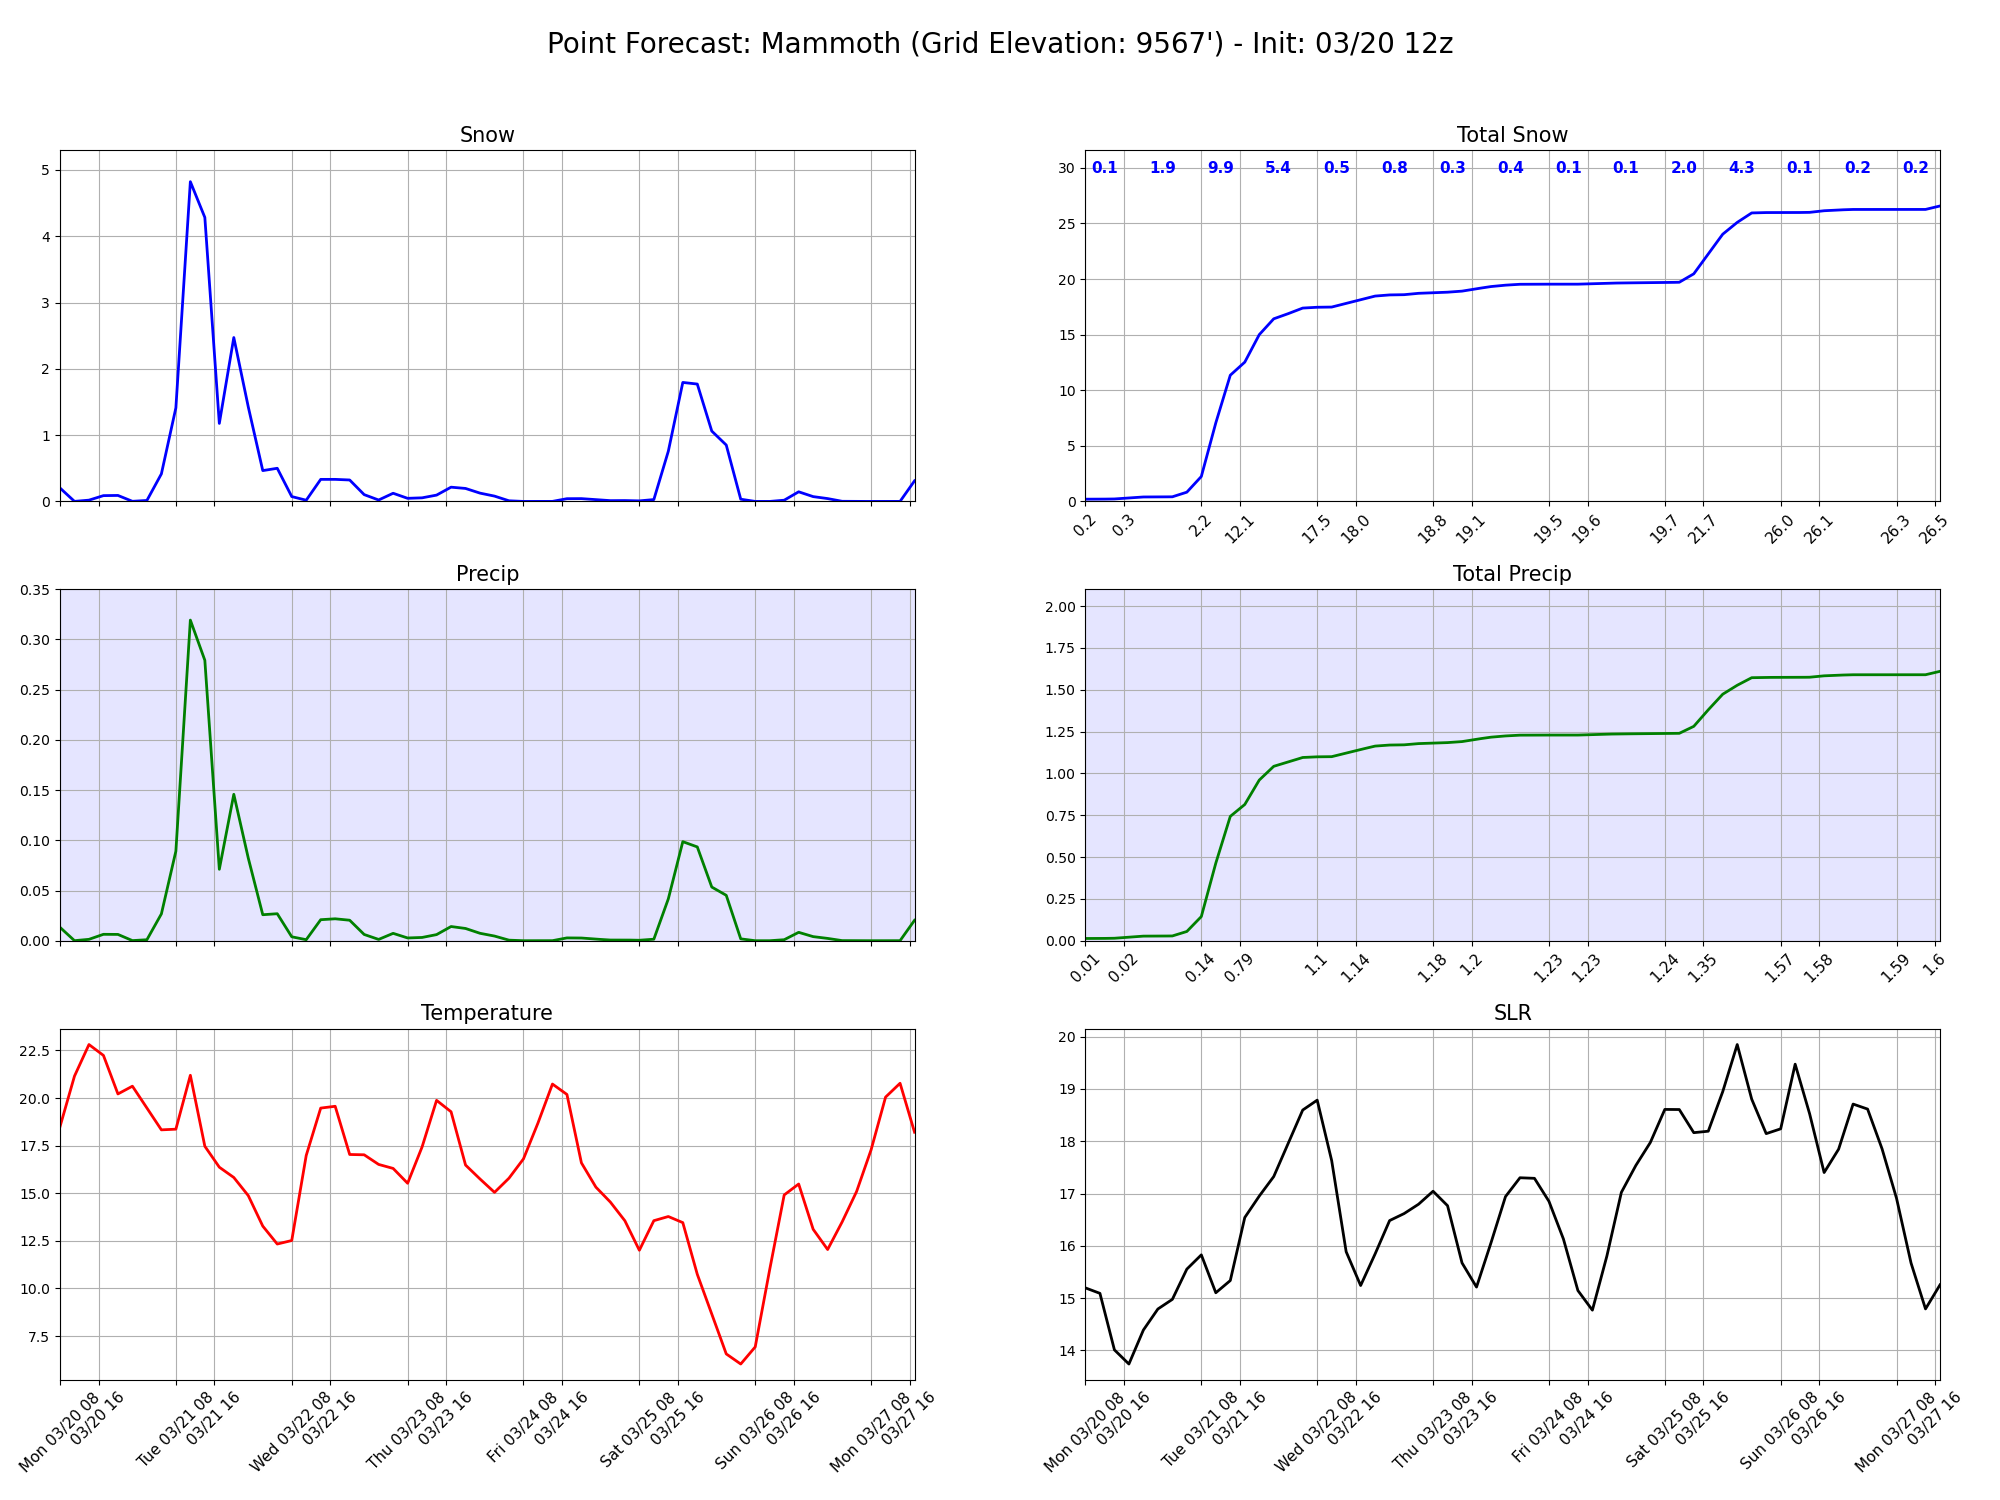 Point Forecast: Mammoth (Grid Elevation: 9567') - Init: 03/20 12z
Snow
5
4
3
2
1
0
Total Snow
0.1 1.9 9.9 5.4 0.5 0.8 0.3 0.4 0.1 0.1 2.0 4.3 0.1 0.2 0.2
30
25
20
15
10
5
0
0.2 0.3 2.2 12.1 17.5 18.0 18.8 19.1 19.5 19.6 19.7 21.7 26.0 26.1 26.3 26.5
Precip
0.35
0.30
0.25
0.20
0.15
0.10
0.05
0.00
Total Precip
2.00
1.75
1.50
1.25
1.00
0.75
0.50
0.25
0.00
0.01 0.02 0.14 0.79 1.1 1.14 1.18 1.2 1.23 1.23 1.24 1.35 1.57 1.58 1.59 1.6
Temperature
22.5
20.0
17.5
15.0
12.5
10.0
7.5
Mon 03/20 08
03/20 16
Tue 03/21 08
03/21 16
Wed 03/22 08
03/22 16
Thu 03/23 08
03/23 16
Fri 03/24 08
03/24 16
Sat 03/25 08
03/25 16
Sun 03/26 08
03/26 16
Mon 03/27 08
03/27 16
SLR
20
19
18
17
16
15
14
Mon 03/20 08
03/20 16
Tue 03/21 08
03/21 16
Wed 03/22 08
03/22 16
Thu 03/23 08
03/23 16
Fri 03/24 08
03/24 16
Sat 03/25 08
03/25 16
Sun 03/26 08
03/26 16
Mon 03/27 08
03/27 16